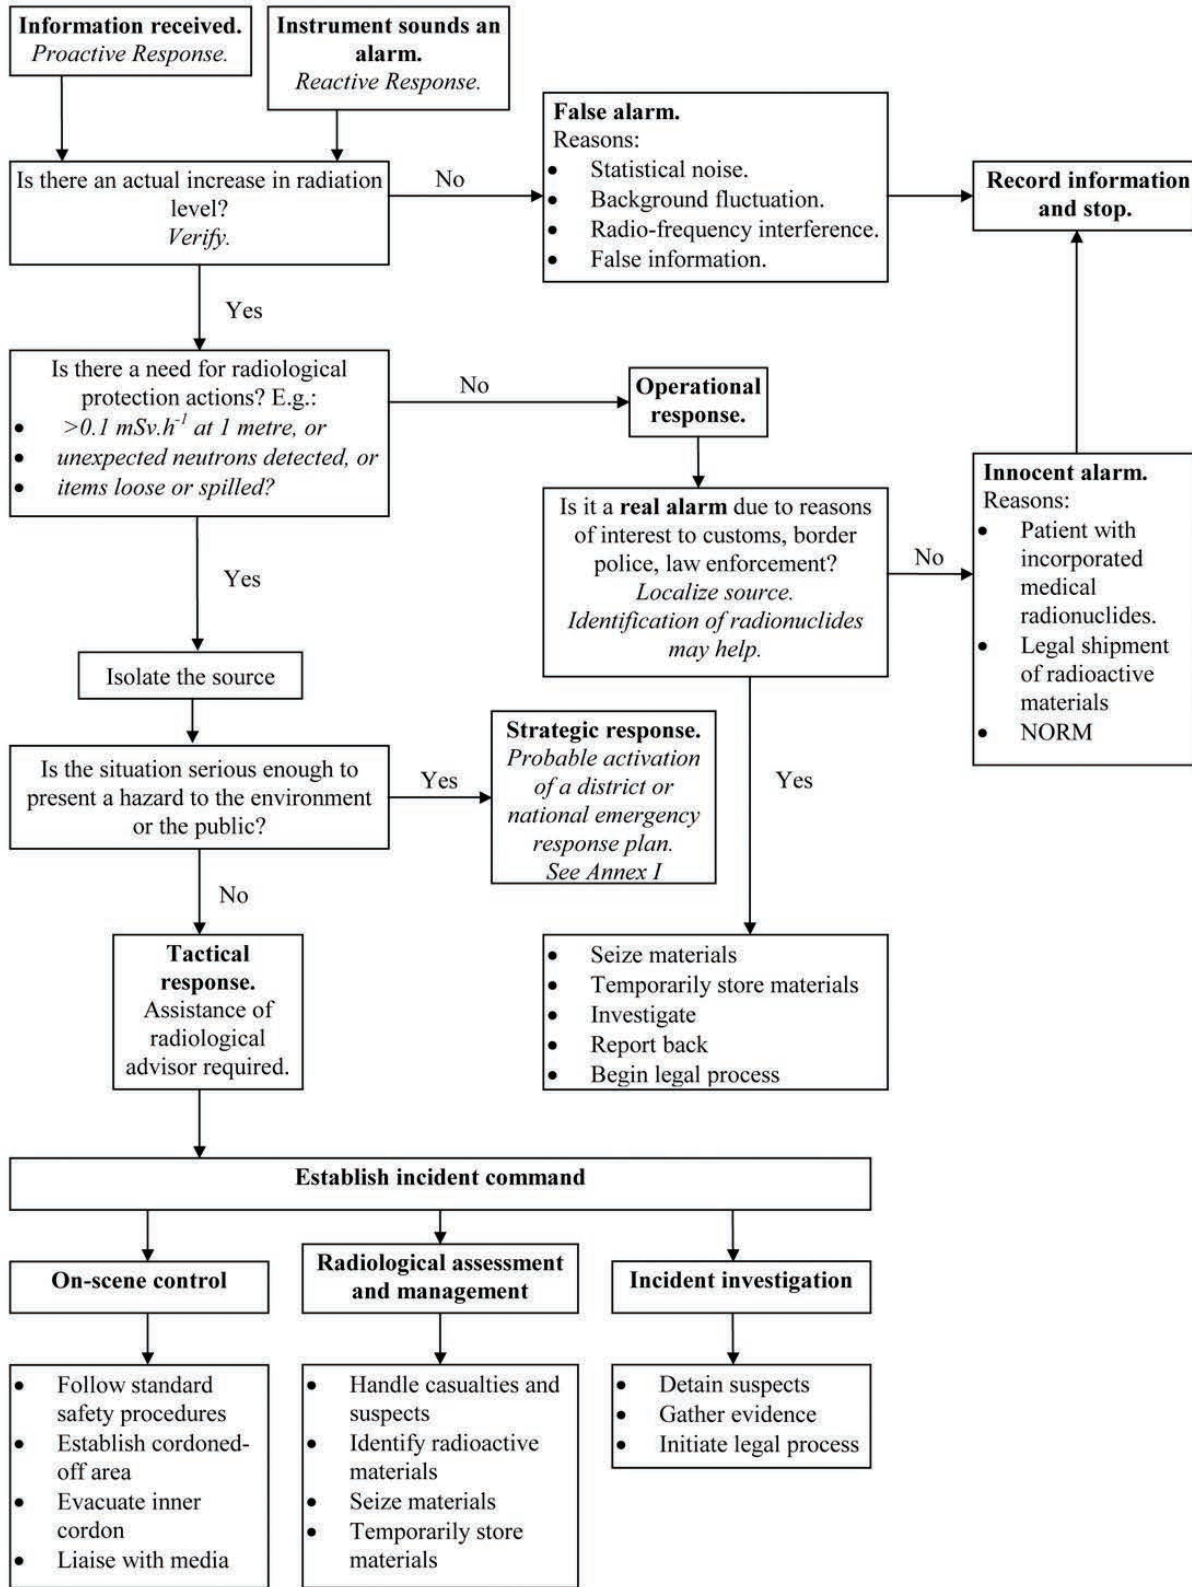 Information received.
Proactive Response.
Instrument sounds an
alarm.
Reactive Response.
False alarm.
Reasons:
• Statistical noise.
• Background fluctuation.
• Radio-frequency interference.
• False information.
Record information
and stop.
Is there an actual increase in radiation
level?
Verify.
No
Yes
Is there a need for radiological
protection actions? E.g.:
• >0.1 mSv.h⁻¹ at 1 metre, or
• unexpected neutrons detected, or
• items loose or spilled?
No
Operational
response.
Is it a real alarm due to reasons
of interest to customs, border
police, law enforcement?
Localize source.
Identification of radionuclides
may help.
No
Innocent alarm.
Reasons:
• Patient with
incorporated
medical
radionuclides.
• Legal shipment
of radioactive
materials
• NORM
Yes
Isolate the source
Is the situation serious enough to
present a hazard to the environment
or the public?
Yes
Strategic response.
Probable activation
of a district or
national emergency
response plan.
See Annex I
Yes
No
Tactical
response.
Assistance of
radiological
advisor required.
• Seize materials
• Temporarily store materials
• Investigate
• Report back
• Begin legal process
Establish incident command
On-scene control
Radiological assessment
and management
Incident investigation
• Follow standard
safety procedures
• Establish cordoned-
off area
• Evacuate inner
cordon
• Liaise with media
• Handle casualties and
suspects
• Identify radioactive
materials
• Seize materials
• Temporarily store
materials
• Detain suspects
• Gather evidence
• Initiate legal process